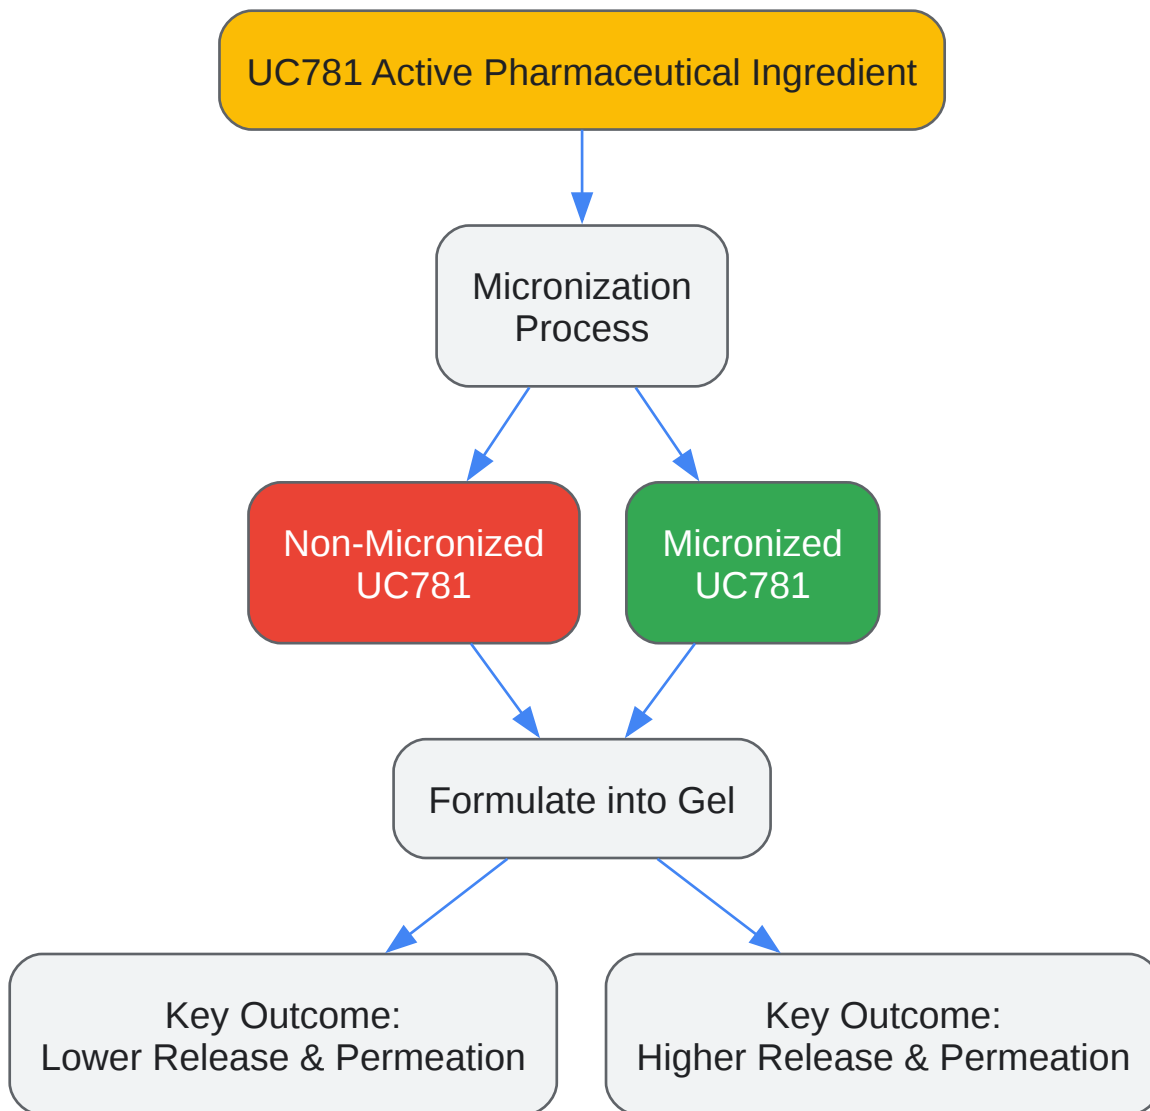 UC781 Active Pharmaceutical Ingredient
Micronization
Process
Non-Micronized
UC781
Micronized
UC781
Formulate into Gel
Key Outcome:
Lower Release & Permeation
Key Outcome:
Higher Release & Permeation